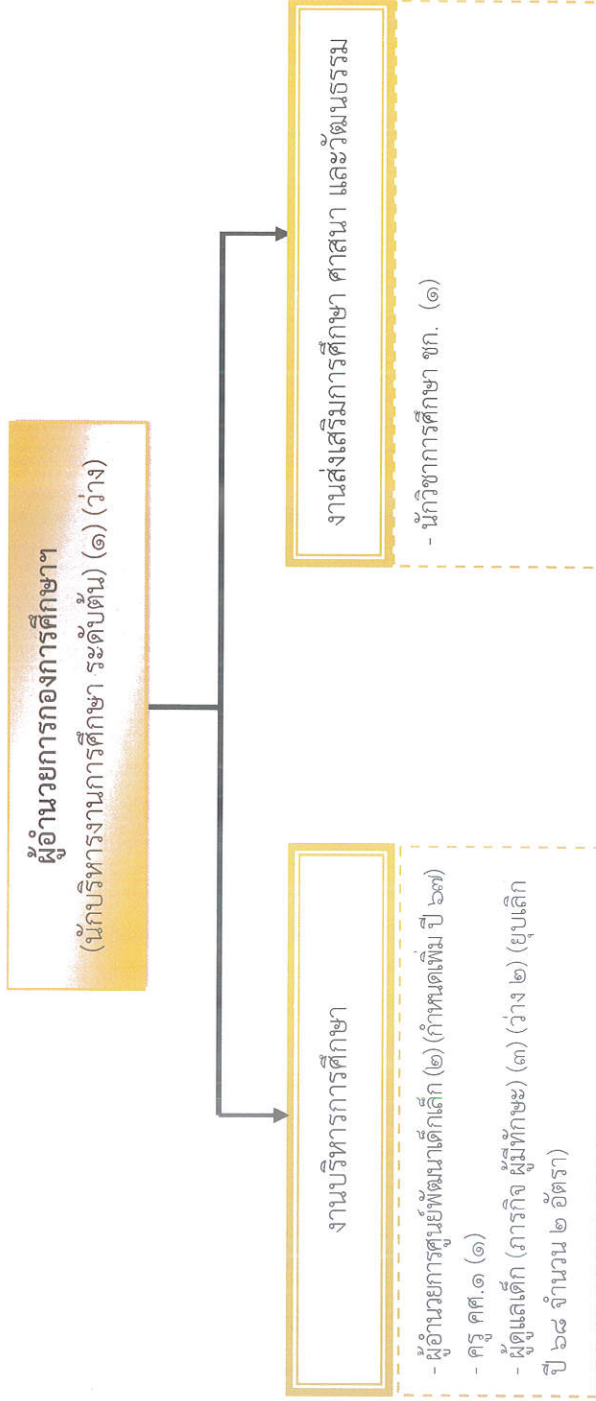 ผู้อำนวยการกองการศึกษาฯ
(นักบริหารงานการศึกษา ระดับต้น) (๑) (ว่าง)
งานบริหารการศึกษา
- ผู้อำนวยการศูนย์พัฒนาเด็กเล็ก (๒) (กำหนดเพิ่ม ปี ๖๗)
- ครู คศ.๑ (๑)
- ผู้ดูแลเด็ก (ภารกิจ ผู้มีทักษะ) (๓) (ว่าง ๒) (ยุบเลิก
ปี ๖๘ จำนวน ๒ อัตรา)
งานส่งเสริมการศึกษา ศาสนา และวัฒนธรรม
- นักวิชาการศึกษา ชก. (๑)